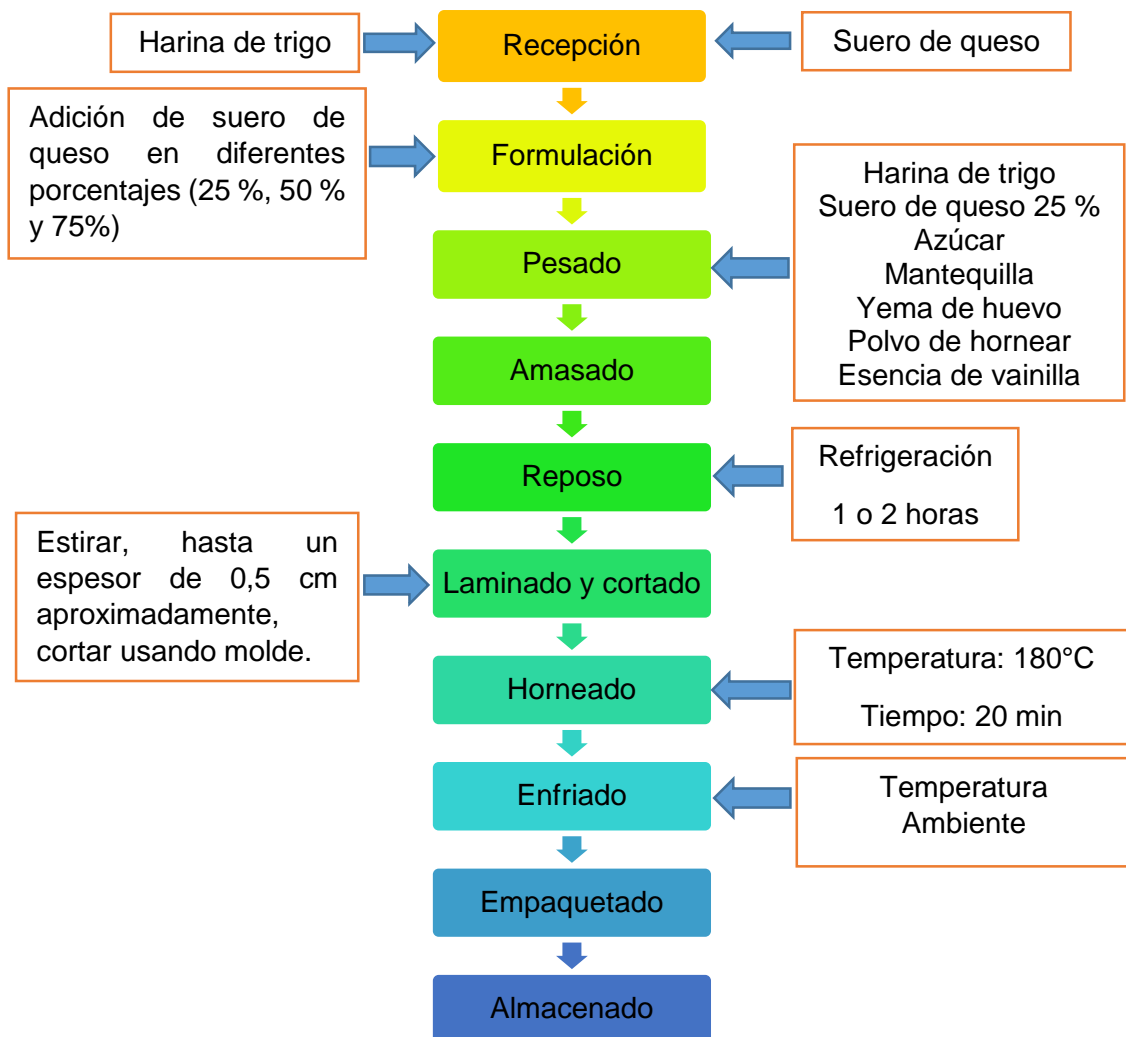 Harina de trigo
Recepción
Suero de queso
Adición de suero de
queso en diferentes
porcentajes (25 %, 50 %
y 75%)
Formulación
Harina de trigo
Suero de queso 25 %
Azúcar
Mantequilla
Yema de huevo
Polvo de hornear
Esencia de vainilla
Pesado
Amasado
Reposo
Refrigeración
1 o 2 horas
Estirar, hasta un
espesor de 0,5 cm
aproximadamente,
cortar usando molde.
Laminado y cortado
Horneado
Temperatura: 180°C
Tiempo: 20 min
Enfriado
Temperatura
Ambiente
Empaquetado
Almacenado